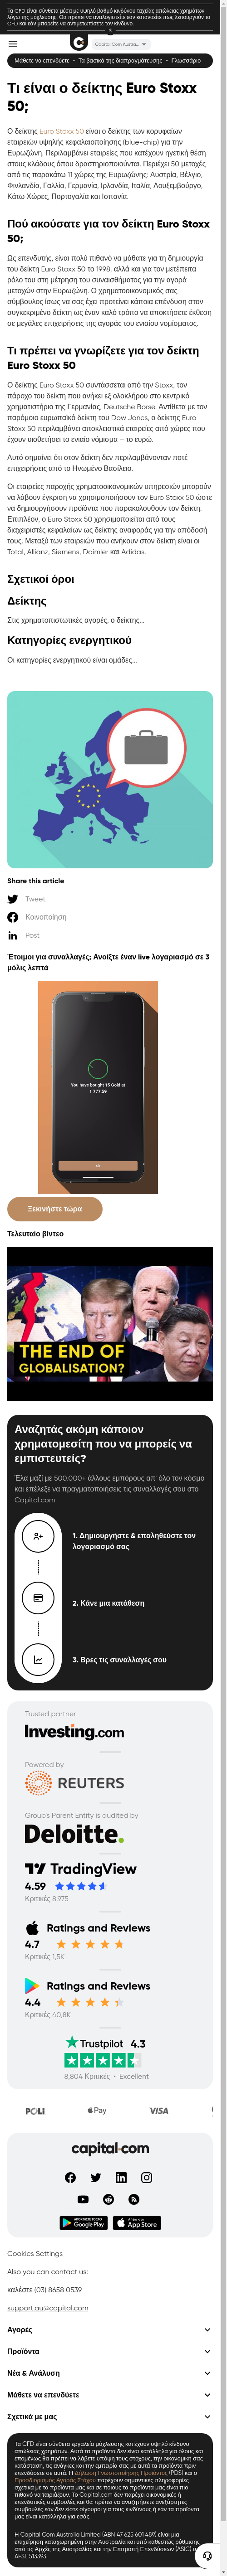 Τα CFD είναι σύνθετα μέσα με υψηλό βαθμό κινδύνου ταχείας απώλειας χρημάτων
λόγω της μόχλευσης. Θα πρέπει να αναλογιστείτε εάν κατανοείτε πως λειτουργούν τα
CFD και εάν μπορείτε να αντιμετωπίσετε τον κίνδυνο.
Capital Com Austra...
Μάθετε να επενδύετε • Τα βασικά της διαπραγμάτευσης • Γλωσσάριο
Τι είναι ο δείκτης Euro Stoxx
50;
Ο δείκτης Euro Stoxx 50 είναι ο δείκτης των κορυφαίων
εταιρειών υψηλής κεφαλαιοποίησης (blue-chip) για την
Ευρωζώνη. Περιλαμβάνει εταιρείες που κατέχουν ηγετική θέση
στους κλάδους όπου δραστηριοποιούνται. Περιέχει 50 μετοχές
από τις παρακάτω 11 χώρες της Ευρωζώνης: Αυστρία, Βέλγιο,
Φινλανδία, Γαλλία, Γερμανία, Ιρλανδία, Ιταλία, Λουξεμβούργο,
Κάτω Χώρες, Πορτογαλία και Ισπανία.
Πού ακούσατε για τον δείκτη Euro Stoxx
50;
Ως επενδυτής, είναι πολύ πιθανό να μάθατε για τη δημιουργία
του δείκτη Euro Stoxx 50 το 1998, αλλά και για τον μετέπειτα
ρόλο του, στη μέτρηση του συναισθήματος για την αγορά
μετοχών στην Ευρωζώνη. Ο χρηματοοικονομικός σας
σύμβουλος ίσως να σας έχει προτείνει κάποιον επενδυτή στον
συγκεκριμένο δείκτη ως έναν καλό τρόπο να αποκτήσετε έκθεση
σε μεγάλες επιχειρήσεις της αγοράς του ενιαίου νομίσματος.
Τι πρέπει να γνωρίζετε για τον δείκτη
Euro Stoxx 50
Ο δείκτης Euro Stoxx 50 συντάσσεται από την Stoxx, τον
πάροχο του δείκτη που ανήκει εξ ολοκλήρου στο κεντρικό
χρηματιστήριο της Γερμανίας, Deutsche Borse. Αντίθετα με τον
παρόμοιο ευρωπαϊκό δείκτη του Dow Jones, ο δείκτης Euro
Stoxx 50 περιλαμβάνει αποκλειστικά εταιρείες από χώρες που
έχουν υιοθετήσει το ενιαίο νόμισμα – το ευρώ.
Αυτό σημαίνει ότι στον δείκτη δεν περιλαμβάνονταν ποτέ
επιχειρήσεις από το Ηνωμένο Βασίλειο.
Οι εταιρείες παροχής χρηματοοικονομικών υπηρεσιών μπορούν
να λάβουν έγκριση να χρησιμοποιήσουν τον Euro Stoxx 50 ώστε
να δημιουργήσουν προϊόντα που παρακολουθούν τον δείκτη.
Επιπλέον, ο Euro Stoxx 50 χρησιμοποιείται από τους
διαχειριστές κεφαλαίων ως δείκτης αναφοράς για την απόδοσή
τους. Μεταξύ των εταιρειών που ανήκουν στον δείκτη είναι οι
Total, Allianz, Siemens, Daimler και Adidas.
Σχετικοί όροι
Δείκτης
Στις χρηματοπιστωτικές αγορές, ο δείκτης...
Κατηγορίες ενεργητικού
Οι κατηγορίες ενεργητικού είναι ομάδες...
Share this article
Tweet
Κοινοποίηση
Post
Έτοιμοι για συναλλαγές; Ανοίξτε έναν live λογαριασμό σε 3
μόλις λεπτά
You have bought 15 Gold at
1 777,59
Ξεκινήστε τώρα
Τελευταίο βίντεο
THE END OF
GLOBALISATION?
Αναζητάς ακόμη κάποιον
χρηματομεσίτη που να μπορείς να
εμπιστευτείς?
Έλα μαζί με 500.000+ άλλους εμπόρους απ' όλο τον κόσμο
και επέλεξε να πραγματοποιήσεις τις συναλλαγές σου στο
Capital.com
1. Δημιουργήστε & επαληθεύστε τον
λογαριασμό σας
2. Κάνε μια κατάθεση
3. Βρες τις συναλλαγές σου
Trusted partner
Investing.com
Powered by
REUTERS
Group's Parent Entity is audited by
Deloitte.
TradingView
4.59
Κριτικές 8,975
Ratings and Reviews
4.7
Κριτικές 1,5K
Ratings and Reviews
4.4
Κριτικές 40,8K
Trustpilot 4.3
8,804 Κριτικές • Excellent
POLi
Pay
VISA
capital.com
Google Play
App Store
Cookies Settings
Also you can contact us:
καλέστε (03) 8658 0539
support.au@capital.com
Αγορές
Προϊόντα
Νέα & Ανάλυση
Μάθετε να επενδύετε
Σχετικά με μας
Τα CFD είναι σύνθετα εργαλεία μόχλευσης και έχουν υψηλό κίνδυνο
απώλειας χρημάτων. Αυτά τα προϊόντα δεν είναι κατάλληλα για όλους και
επομένως θα πρέπει να λάβετε υπόψη τους στόχους, την οικονομική σας
κατάσταση, τις ανάγκες και την εμπειρία σας με αυτά τα προϊόντα πριν
επενδύσετε σε αυτά. Η Δήλωση Γνωστοποίησης Προϊόντος (PDS) και ο
Προσδιορισμός Αγοράς Στόχου παρέχουν σημαντικές πληροφορίες
σχετικά με τα προϊόντα μας και σε ποιους τα προϊόντα μας είναι πιο
πιθανό να ταιριάζουν. Το Capital.com δεν παρέχει οικονομικές ή
επενδυτικές συμβουλές και θα πρέπει να αναζητήσετε ανεξάρτητες
συμβουλές εάν δεν είστε σίγουροι για τους κινδύνους ή εάν τα προϊόντα
είναι κατάλληλα για εσάς.
Η Capital Com Australia Limited (ABN 47 625 601 489) είναι μια
επιχείρηση καταχωρημένη στην Αυστραλία και υπό καθεστώς ρύθμισης
από τις Αρχές της Αυστραλίας και την Επιτροπή Επενδύσεων (ASIC) υπό
AFSL 513393.